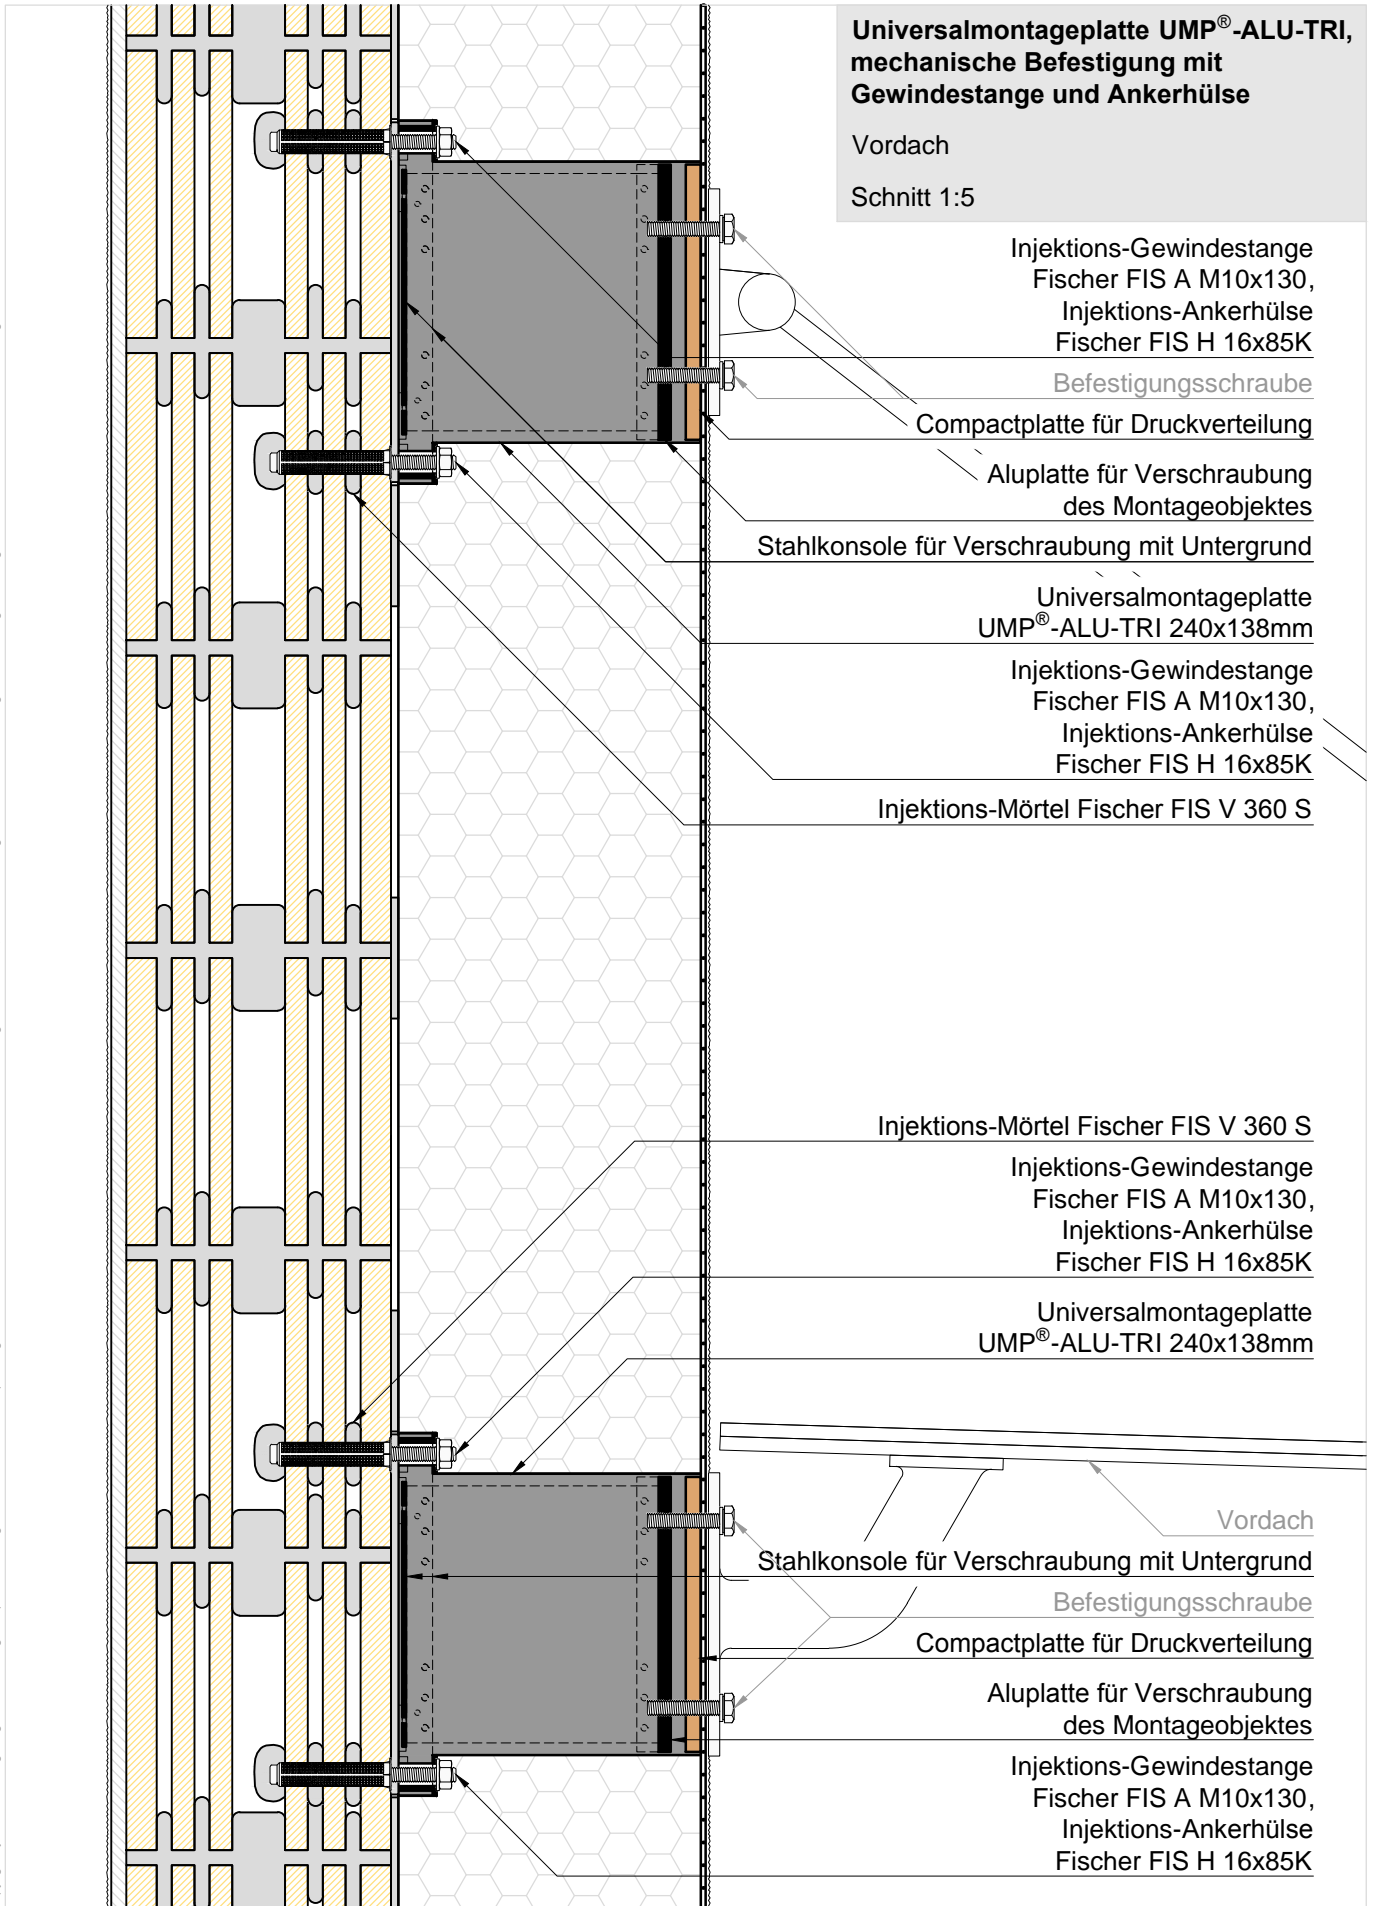 Universalmontageplatte UMP®-ALU-TRI,
mechanische Befestigung mit
Gewindestange und Ankerhülse
Vordach
Schnitt 1:5
Injektions-Gewindestange
Fischer FIS A M10x130,
Injektions-Ankerhülse
Fischer FIS H 16x85K
Befestigungsschraube
Compactplatte für Druckverteilung
Aluplatte für Verschraubung
des Montageobjektes
Stahlkonsole für Verschraubung mit Untergrund
Universalmontageplatte
UMP®-ALU-TRI 240x138mm
Injektions-Gewindestange
Fischer FIS A M10x130,
Injektions-Ankerhülse
Fischer FIS H 16x85K
Injektions-Mörtel Fischer FIS V 360 S
Injektions-Mörtel Fischer FIS V 360 S
Injektions-Gewindestange
Fischer FIS A M10x130,
Injektions-Ankerhülse
Fischer FIS H 16x85K
Universalmontageplatte
UMP®-ALU-TRI 240x138mm
Vordach
Stahlkonsole für Verschraubung mit Untergrund
Befestigungsschraube
Compactplatte für Druckverteilung
Aluplatte für Verschraubung
des Montageobjektes
Injektions-Gewindestange
Fischer FIS A M10x130,
Injektions-Ankerhülse
Fischer FIS H 16x85K